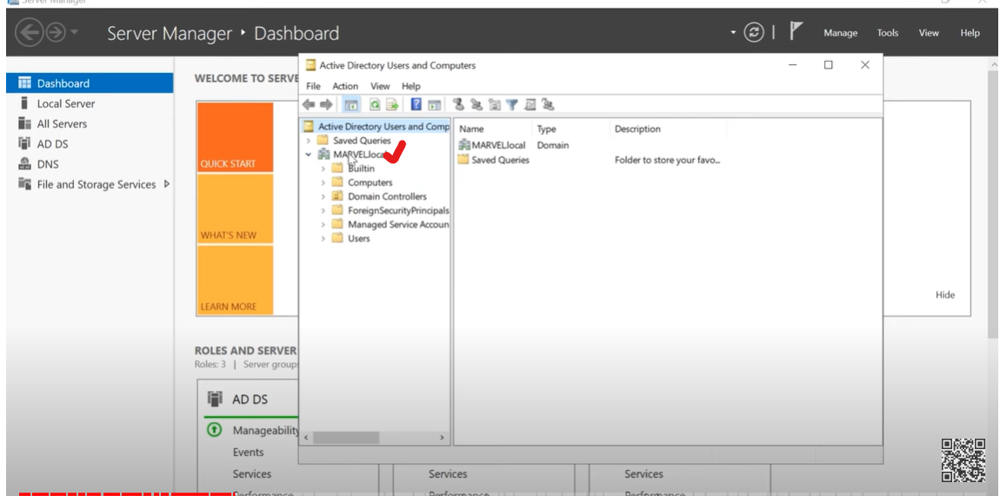 Server Manager
Server Manager ‣ Dashboard
Manage Tools View Help
Dashboard
Local Server
All Servers
AD DS
DNS
File and Storage Services
WELCOME TO SERVE
QUICK START
WHAT'S NEW
LEARN MORE
Hide
ROLES AND SERVER
Roles: 3 | Server group
AD DS
Manageability
Events
Services
Performance
Services
Performance
Services
Performance
Active Directory Users and Computers
File Action View Help
Active Directory Users and Comp
Saved Queries
MARVEL.local
Builtin
Computers
Domain Controllers
ForeignSecurityPrincipals
Managed Service Accoun
Users
Name Type Description
MARVEL.local Domain
Saved Queries Folder to store your favo...